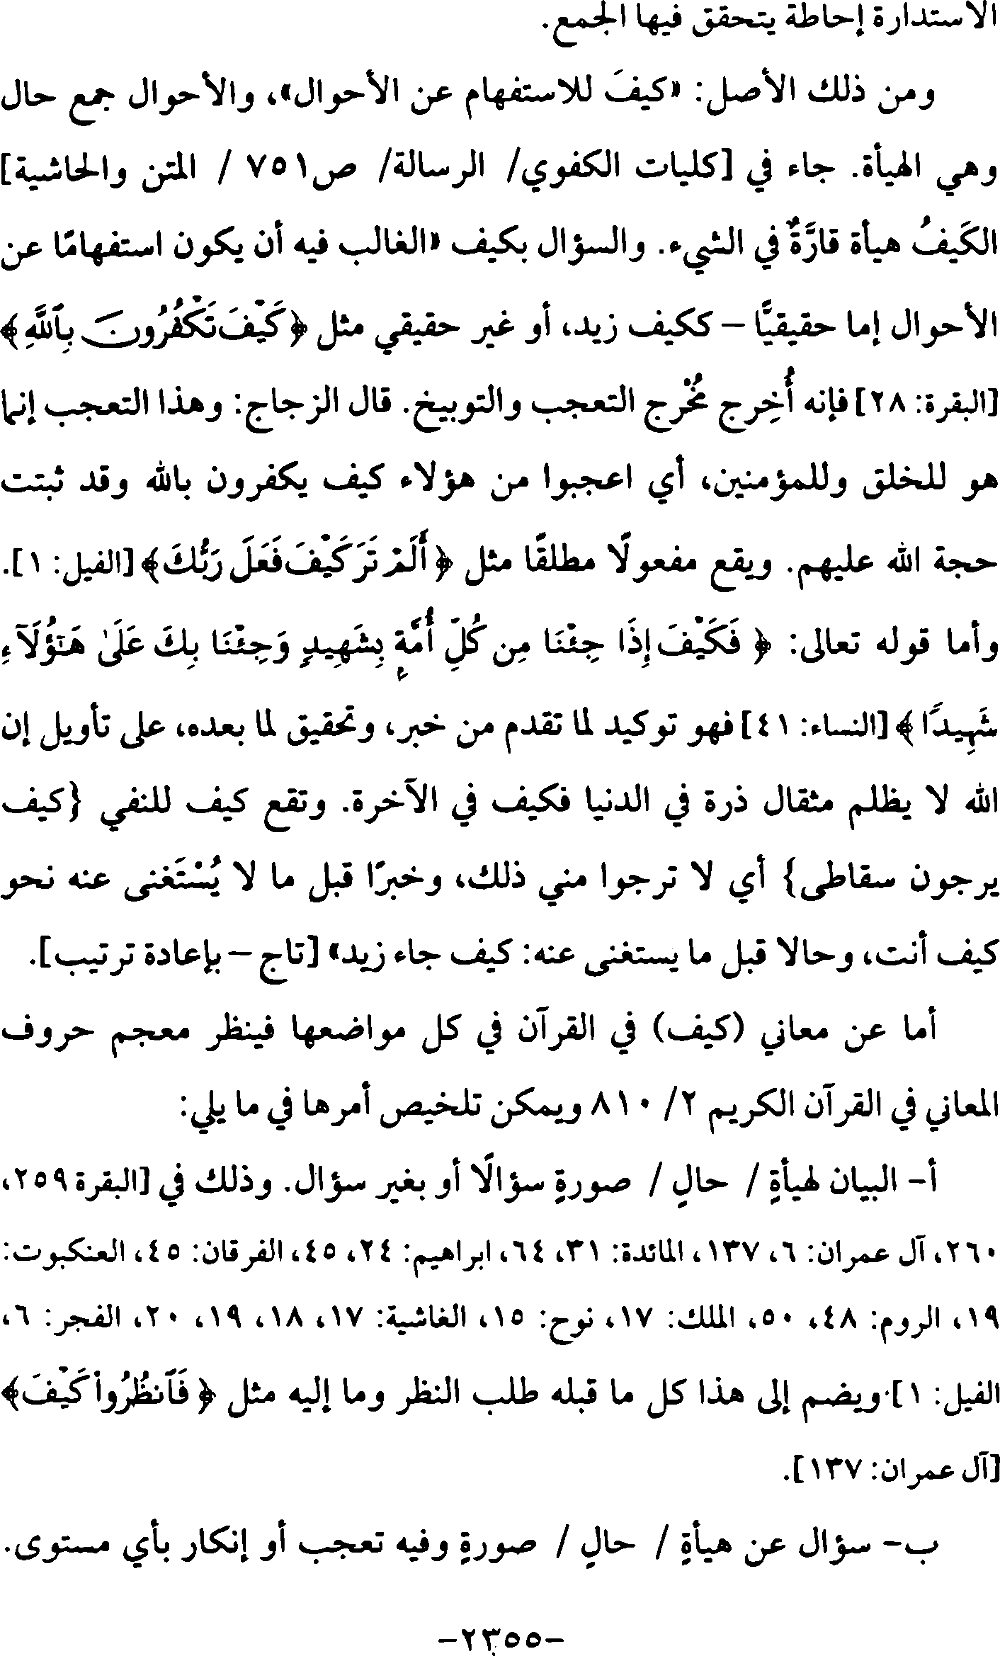 الاستدارة إحاطة يتحقق فيها الجمع.
ومن ذلك الأصل: «كيفَ للاستفهام عن الأحوال»، والأحوال جمع حال
وهي الهيأة. جاء في [كليات الكفوي/ الرسالة/ ص٧٥١ / المتن والحاشية]
الكَيفُ هيأة قارَّةٌ في الشيء. والسؤال بكيف «الغالب فيه أن يكون استفهامًا عن
الأحوال إما حقيقيًّا – ككيف زيد، أو غير حقيقي مثل ﴿كَيْفَ تَكْفُرُونَ بِٱللَّهِ﴾
[البقرة: ٢٨] فإنه أُخرِج مُخْرج التعجب والتوبيخ. قال الزجاج: وهذا التعجب إنما
هو للخلق وللمؤمنين، أي اعجبوا من هؤلاء كيف يكفرون بالله وقد ثبتت
حجة الله عليهم. ويقع مفعولًا مطلقًا مثل ﴿أَلَمْ تَرَ كَيْفَ فَعَلَ رَبُّكَ﴾ [الفيل: ١].
وأما قوله تعالى: ﴿فَكَيْفَ إِذَا جِئْنَا مِن كُلِّ أُمَّةٍۭ بِشَهِيدٍ وَجِئْنَا بِكَ عَلَىٰ هَـٰٓؤُلَآءِ
شَهِيدًا﴾ [النساء: ٤١] فهو توكيد لما تقدم من خبر، وتحقيق لما بعده، على تأويل إن
الله لا يظلم مثقال ذرة في الدنيا فكيف في الآخرة. وتقع كيف للنفي {كيف
يرجون سقاطى} أي لا ترجوا مني ذلك، وخبرًا قبل ما لا يُسْتَغنى عنه نحو
كيف أنت، وحالا قبل ما يستغنى عنه: كيف جاء زيد» [تاج – بإعادة ترتيب].
أما عن معاني (كيف) في القرآن في كل مواضعها فينظر معجم حروف
المعاني في القرآن الكريم ٢/ ٨١٠ ويمكن تلخيص أمرها في ما يلي:
أ- البيان لهيأةٍ / حالٍ / صورةٍ سؤالًا أو بغير سؤال. وذلك في [البقرة ٢٥٩،
٢٦٠، آل عمران: ٦، ١٣٧، المائدة: ٣١، ٦٤، ابراهيم: ٢٤، ٤٥، الفرقان: ٤٥، العنكبوت:
١٩، الروم: ٤٨، ٥٠، الملك: ١٧، نوح: ١٥، الغاشية: ١٧، ١٨، ١٩، ٢٠، الفجر: ٦،
الفيل: ١] ويضم إلى هذا كل ما قبله طلب النظر وما إليه مثل ﴿فَٱنظُرُوا۟ كَيْفَ﴾
[آل عمران: ١٣٧].
ب- سؤال عن هيأةٍ / حالٍ / صورةٍ وفيه تعجب أو إنكار بأي مستوى.
-٢٣٥٥-